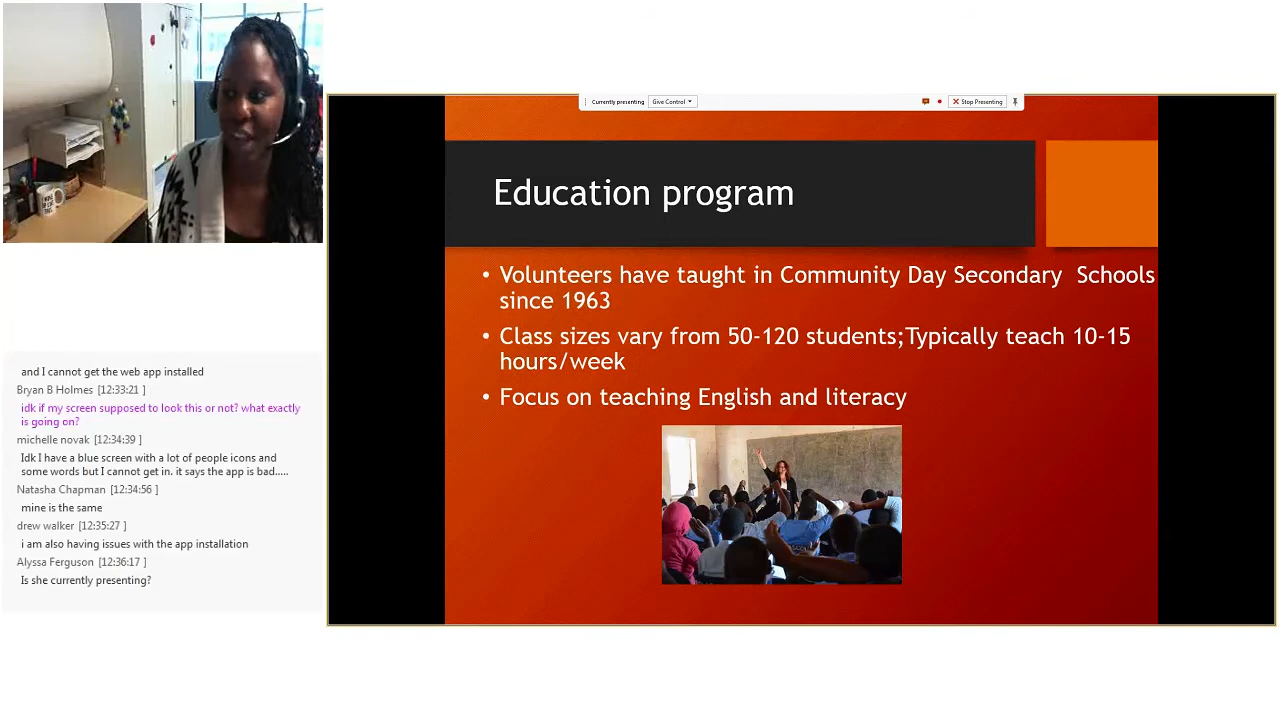 Currently presenting
Give Control
Stop Presenting
Education program
• Volunteers have taught in Community Day Secondary  Schools
since 1963
• Class sizes vary from 50-120 students;Typically teach 10-15
hours/week
• Focus on teaching English and literacy
and I cannot get the web app installed
Bryan B Holmes [12:33:21 ]
idk if my screen supposed to look this or not? what exactly
is going on?
michelle novak [12:34:39 ]
Idk I have a blue screen with a lot of people icons and
some words but I cannot get in. it says the app is bad.....
Natasha Chapman [12:34:56 ]
mine is the same
drew walker [12:35:27 ]
i am also having issues with the app installation
Alyssa Ferguson [12:36:17 ]
Is she currently presenting?